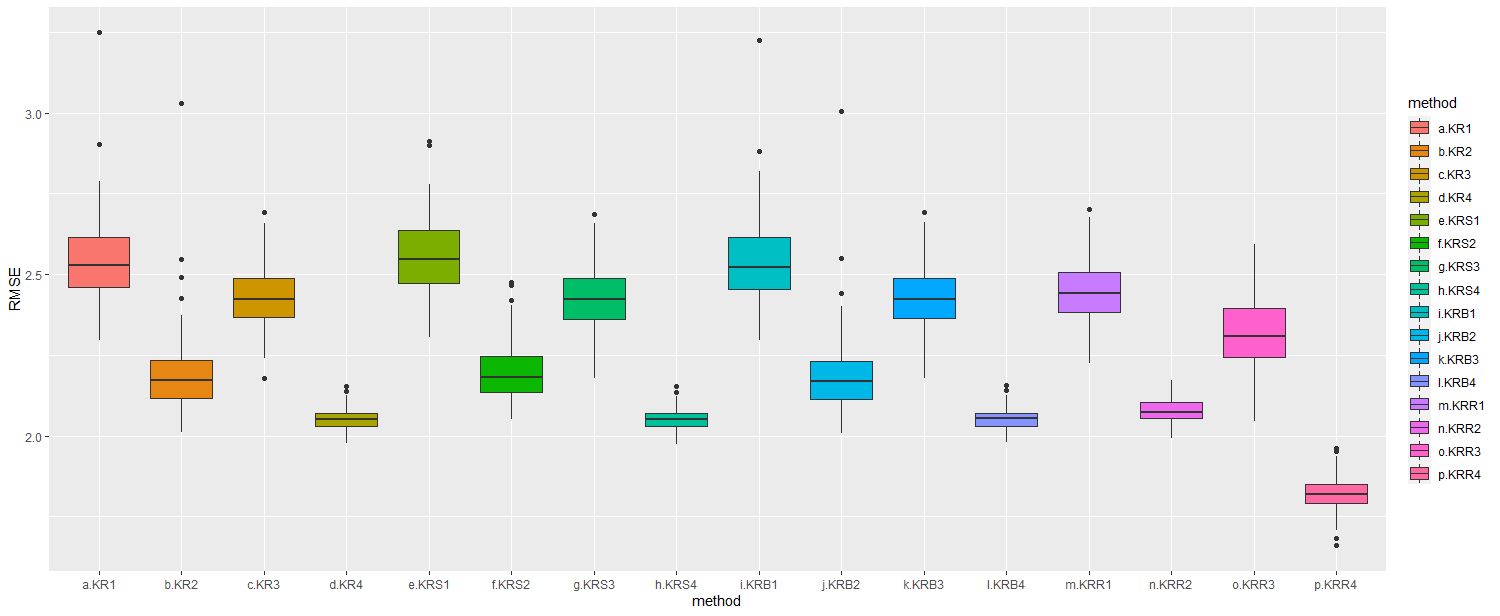 RMSE
3.0
2.5
2.0
a.KR1 b.KR2 c.KR3 d.KR4 e.KRS1 f.KRS2 g.KRS3 h.KRS4 i.KRB1 j.KRB2 k.KRB3 l.KRB4 m.KRR1 n.KRR2 o.KRR3 p.KRR4
method
method
a.KR1
b.KR2
c.KR3
d.KR4
e.KRS1
f.KRS2
g.KRS3
h.KRS4
i.KRB1
j.KRB2
k.KRB3
l.KRB4
m.KRR1
n.KRR2
o.KRR3
p.KRR4